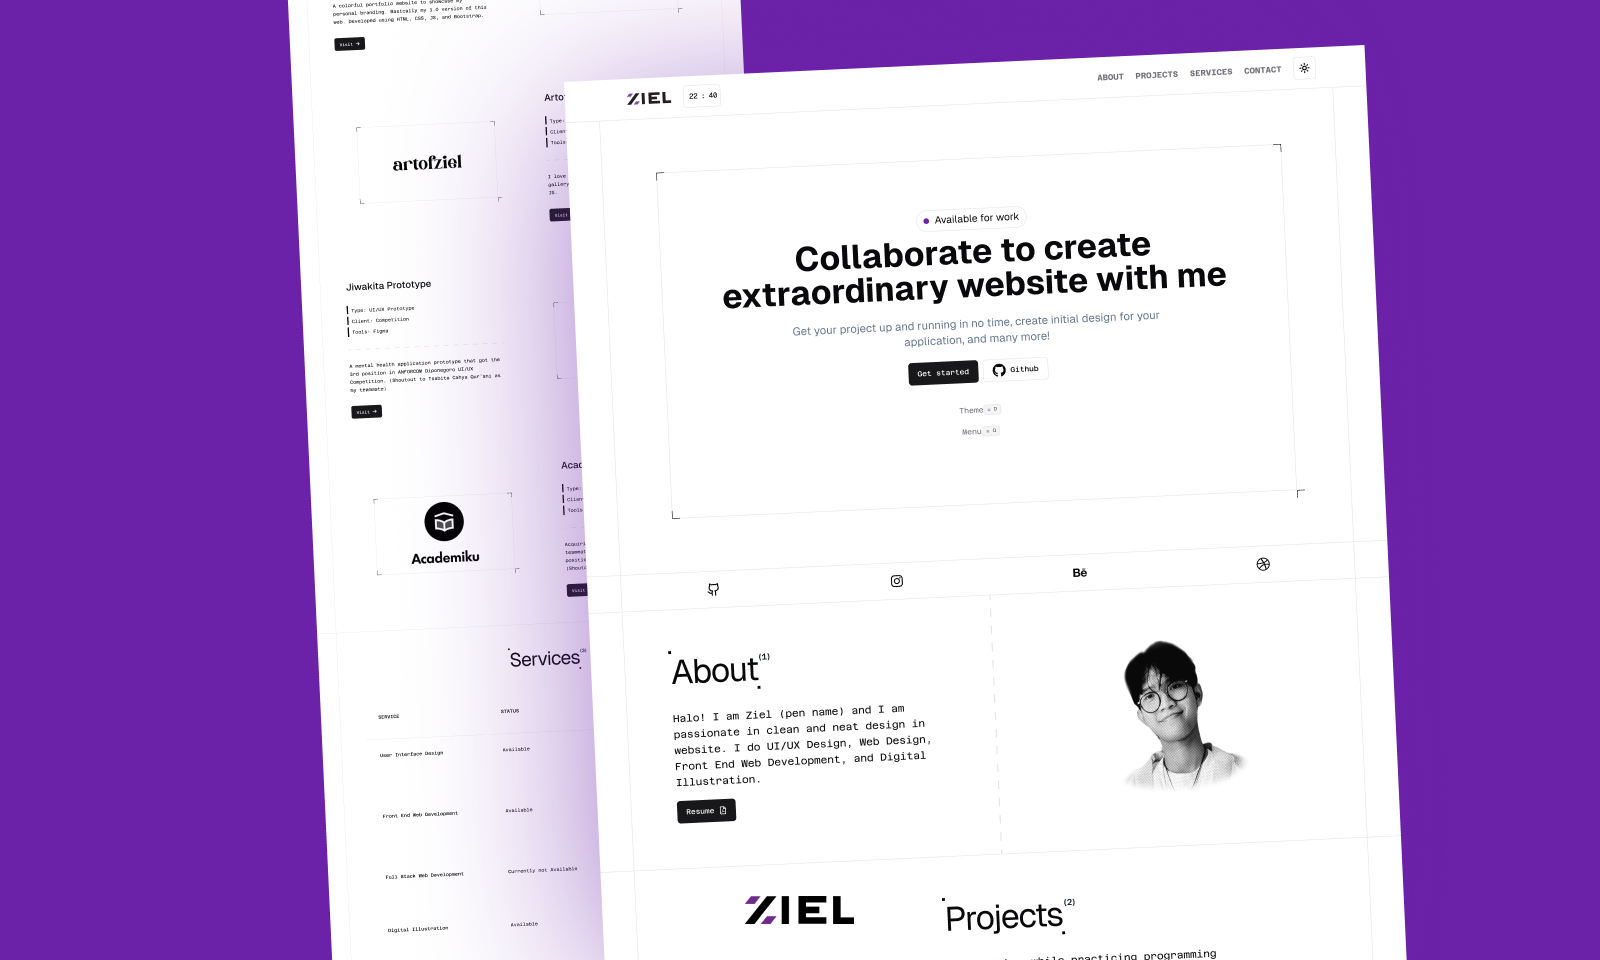 A colorful portfolio website to showcase my
personal branding. Basically my 1.0 version of this
web. Developed using HTML, CSS, JS, and Bootstrap.
Visit →
artofziel
Arto
Type:
Client
Tools
I love
gallery
JS.
Visit
Jiwakita Prototype
Type: UI/UX Prototype
Client: Competition
Tools: Figma
A mental health application prototype that got the
3rd position in ANFORCOM Diponegoro UI/UX
Competition. (Shoutout to Tsabita Cahya Qur'ani as
my teammate)
Visit →
Academiku
Acad
Type:
Client
Tools
Acquiri
teammat
positio
(Shouto
Visit
Services
SERVICE STATUS
User Interface Design Available
Front End Web Development Available
Full Stack Web Development Currently not Available
Digital Illustration Available
ZIEL 22 : 40 ABOUT PROJECTS SERVICES CONTACT
Available for work
Collaborate to create
extraordinary website with me
Get your project up and running in no time, create initial design for your
application, and many more!
Get started Github
Theme D
Menu
Bē
About (1)
Halo! I am Ziel (pen name) and I am
passionate in clean and neat design in
website. I do UI/UX Design, Web Design,
Front End Web Development, and Digital
Illustration.
Resume
ZIEL
Projects (2)
while practicing programming